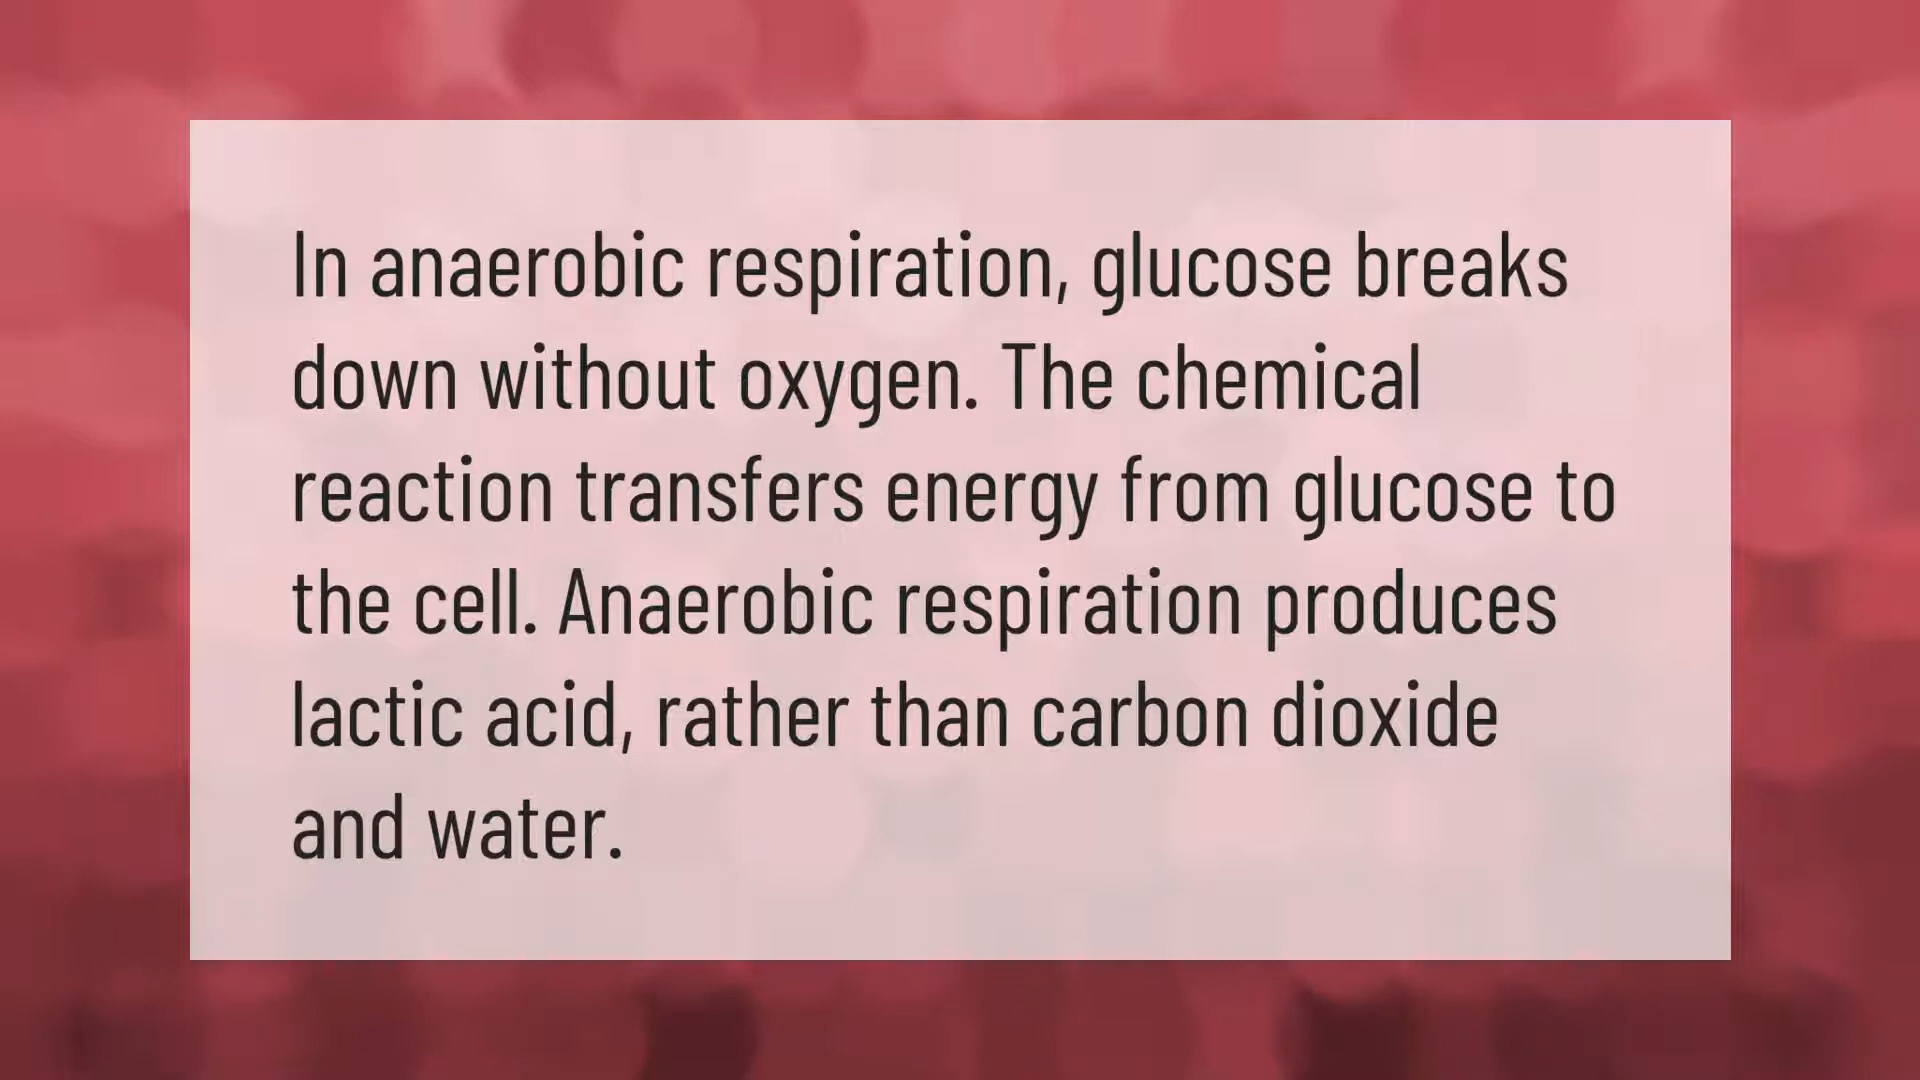 In anaerobic respiration, glucose breaks
down without oxygen. The chemical
reaction transfers energy from glucose to
the cell. Anaerobic respiration produces
lactic acid, rather than carbon dioxide
and water.